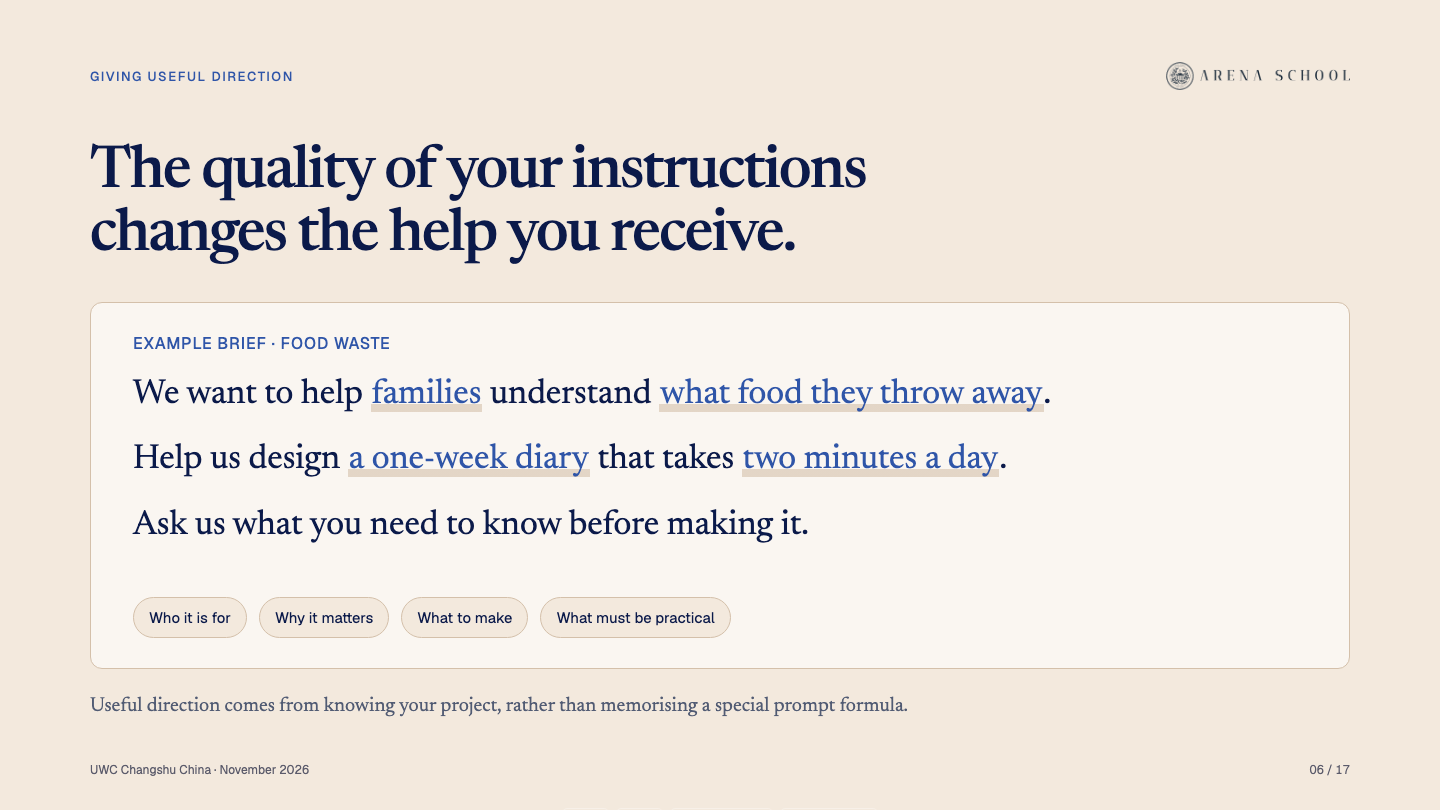 GIVING USEFUL DIRECTION
ARENA SCHOOL
The quality of your instructions
changes the help you receive.
EXAMPLE BRIEF · FOOD WASTE
We want to help families understand what food they throw away.
Help us design a one-week diary that takes two minutes a day.
Ask us what you need to know before making it.
Who it is for
Why it matters
What to make
What must be practical
Useful direction comes from knowing your project, rather than memorising a special prompt formula.
UWC Changshu China · November 2026
06 / 17